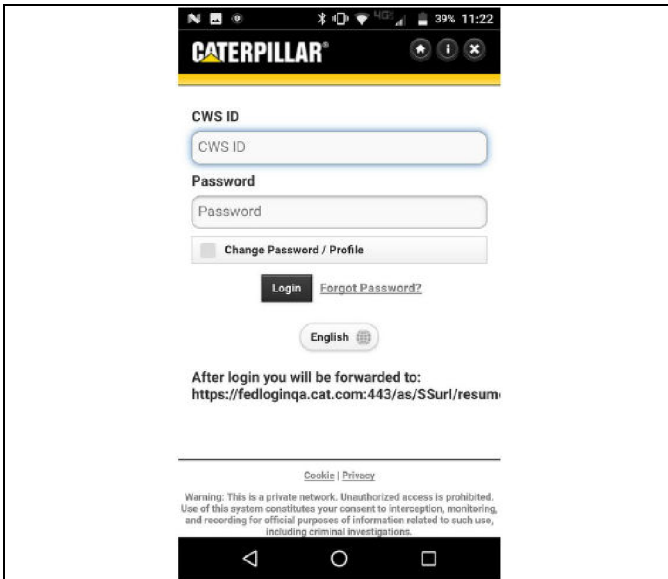 39% 11:22
CATERPILLAR®
CWS ID
CWS ID
Password
Password
Change Password / Profile
Login Forgot Password?
English
After login you will be forwarded to:
https://fedloginqa.cat.com:443/as/SSurl/resum
Cookie | Privacy
Warning: This is a private network. Unauthorized access is prohibited.
Use of this system constitutes your consent to interception, monitoring,
and recording for official purposes of information related to such use,
including criminal investigations.